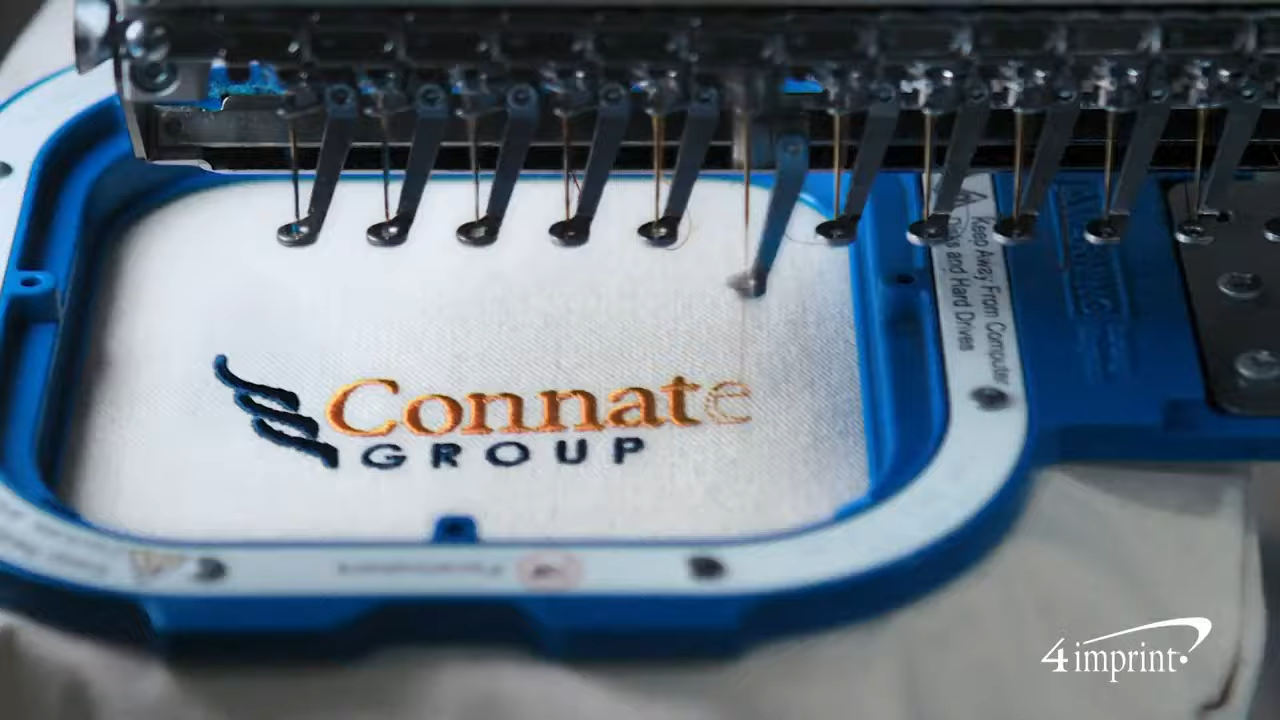 Keep Away From Computer
Disks and Hard Drives
Connate
GROUP
4imprint